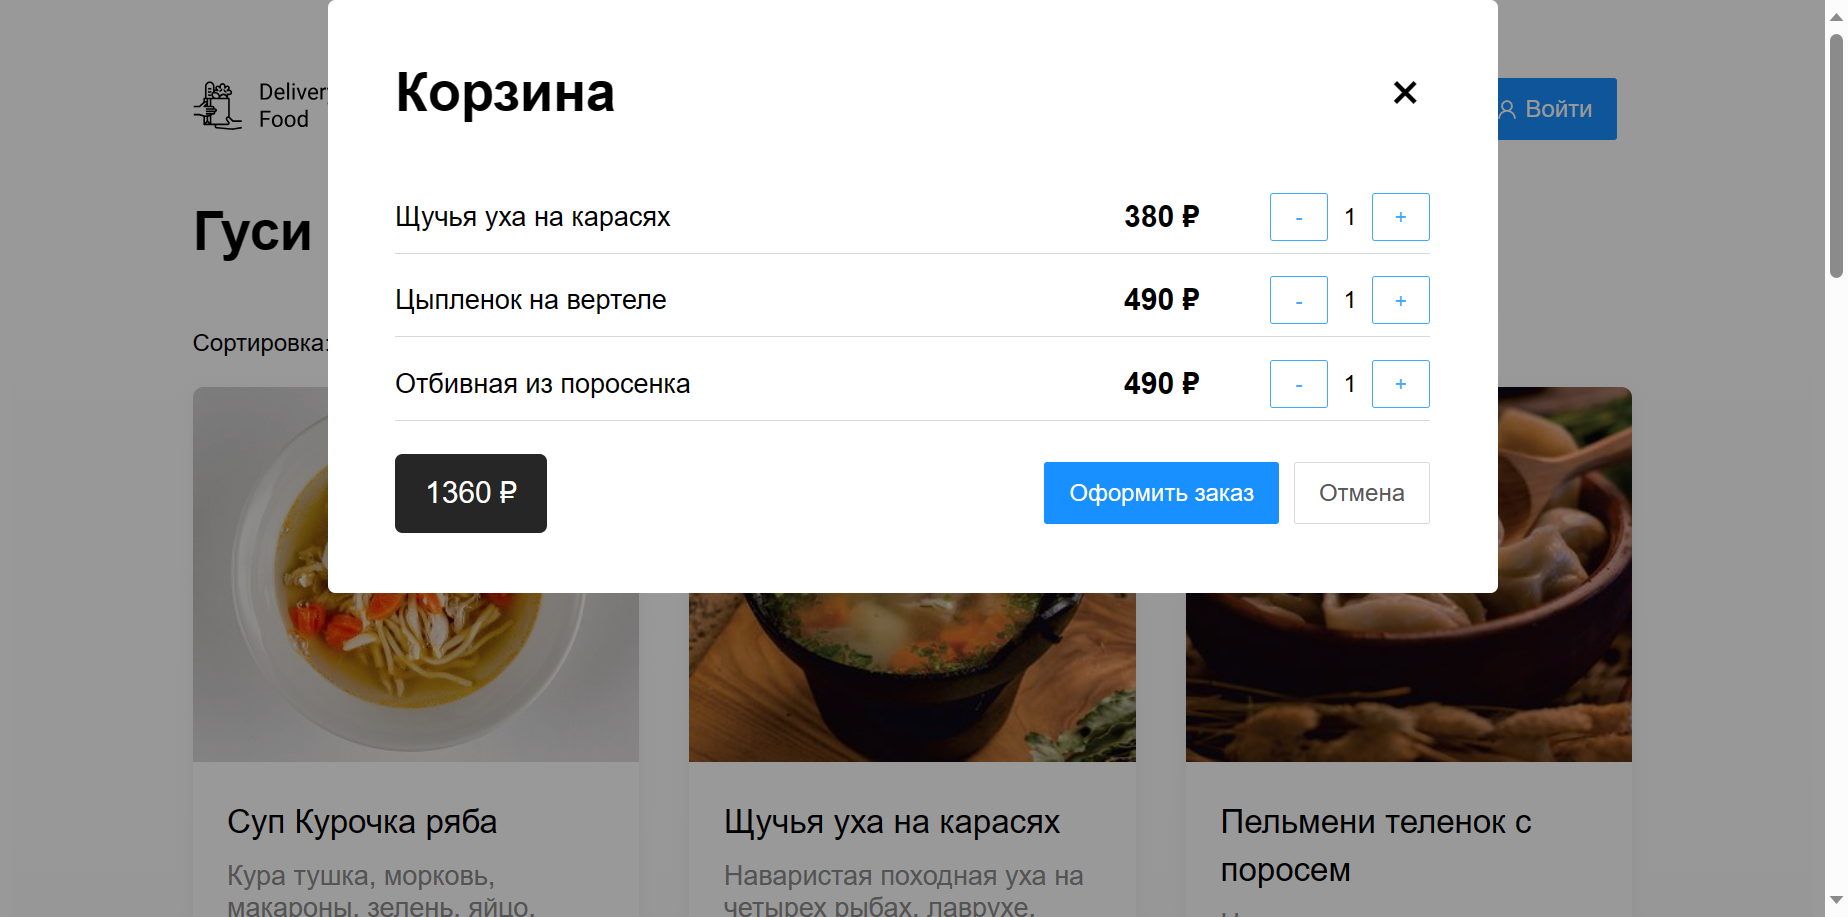 Корзина
Delivery
Food
Войти
Гуси
Щучья уха на карасях 380 ₽ - 1 +
Цыпленок на вертеле 490 ₽ - 1 +
Сортировка:
Отбивная из поросенка 490 ₽ - 1 +
1360 ₽ Оформить заказ Отмена
Суп Курочка ряба
Кура тушка, морковь,
макароны, зелень, яйцо,
Щучья уха на карасях
Наваристая походная уха на
четырех рыбах, лаврухе,
Пельмени теленок с
поросем